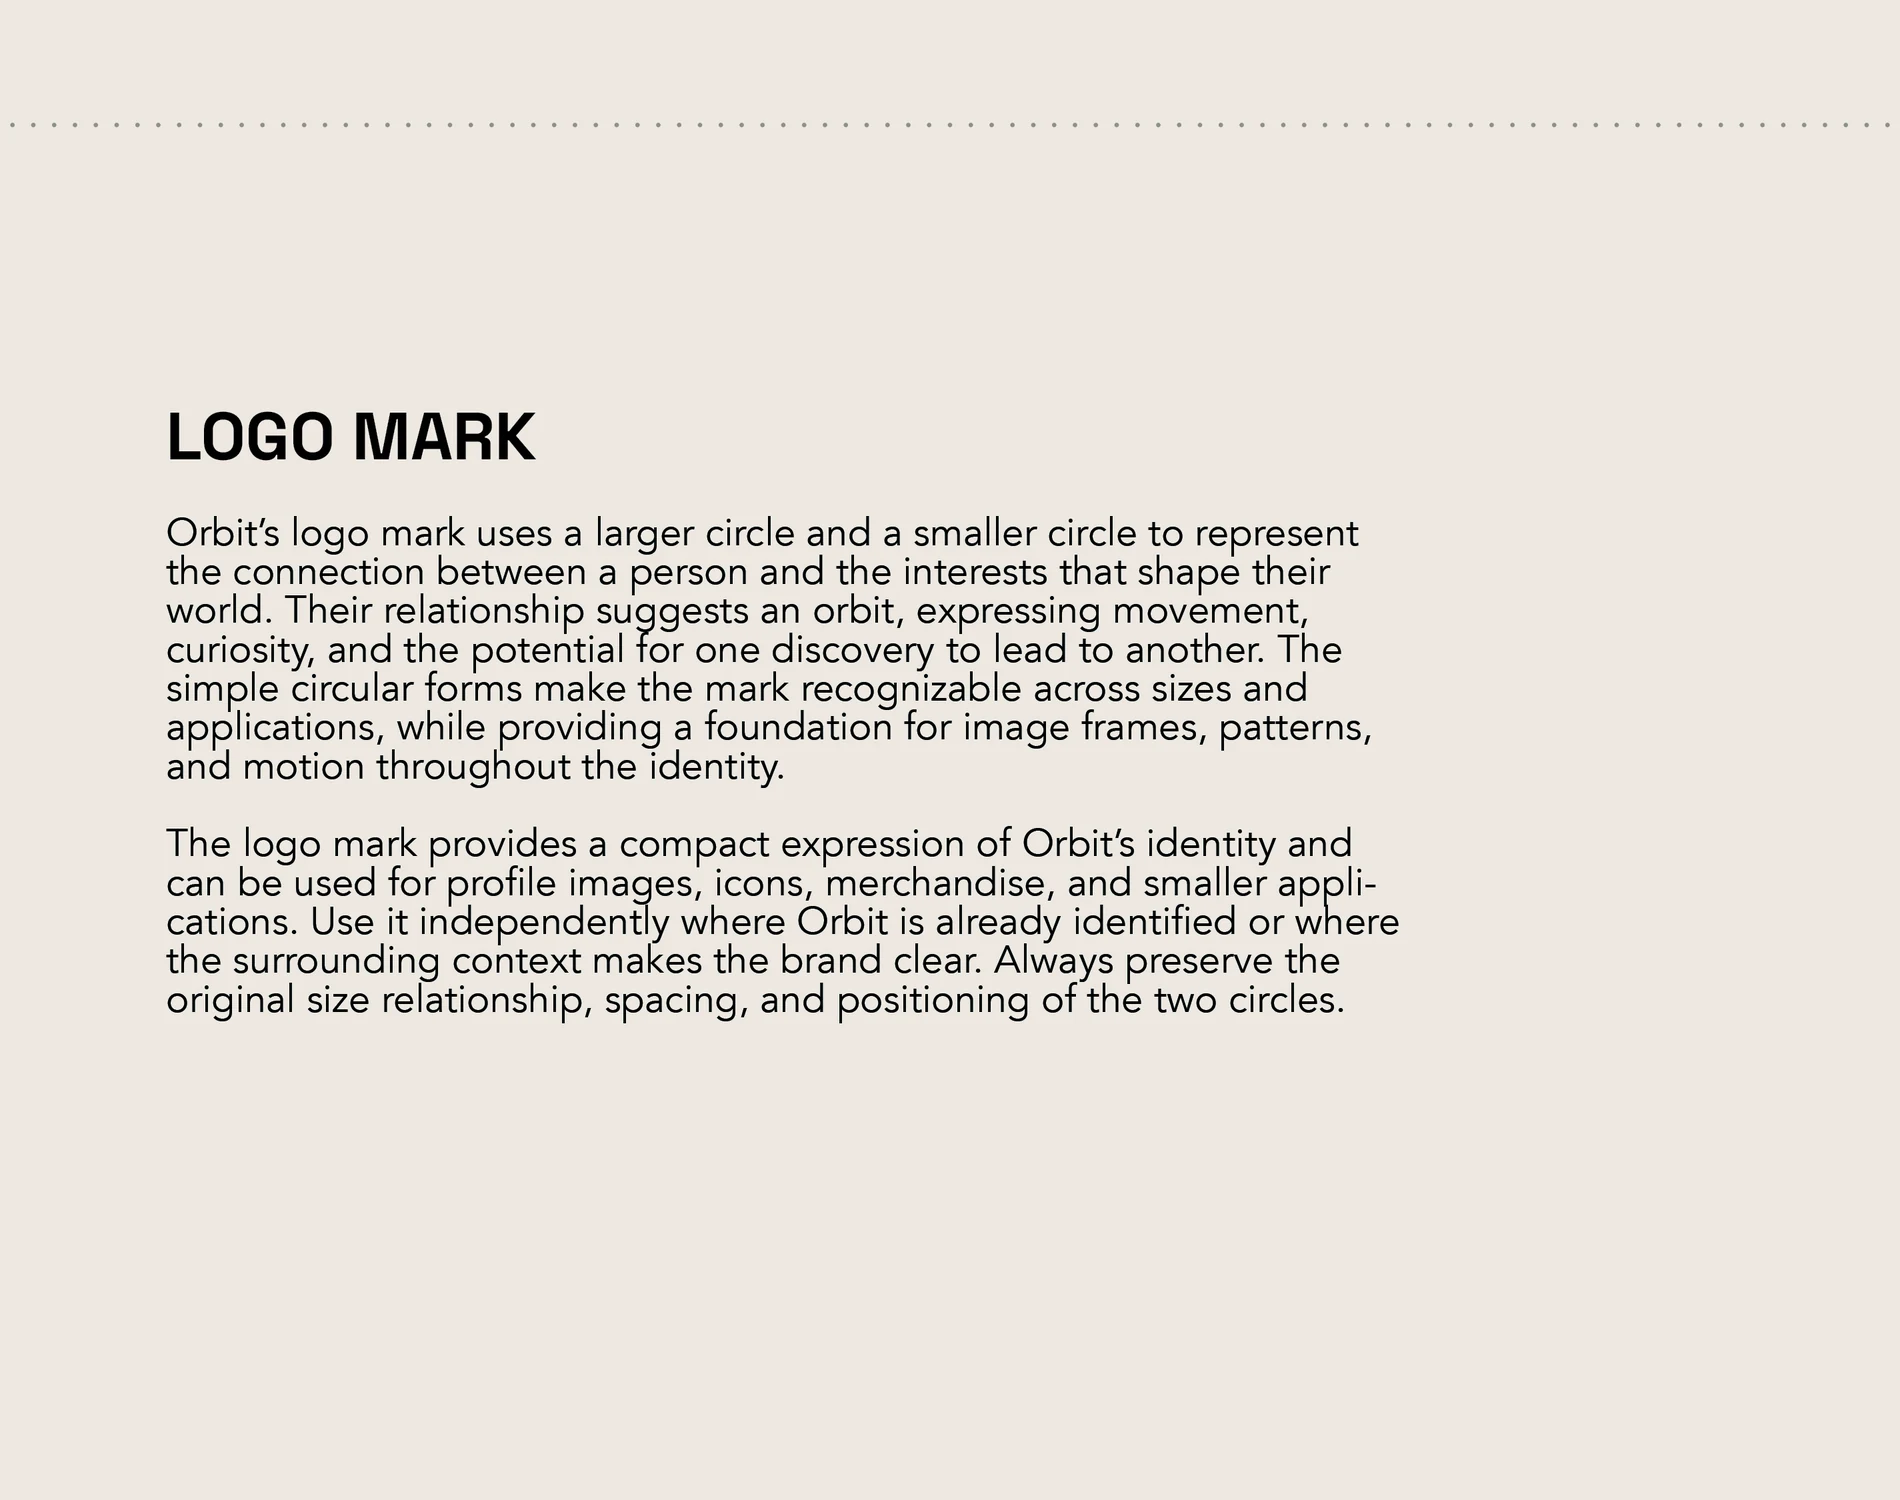 LOGO MARK
Orbit’s logo mark uses a larger circle and a smaller circle to represent
the connection between a person and the interests that shape their
world. Their relationship suggests an orbit, expressing movement,
curiosity, and the potential for one discovery to lead to another. The
simple circular forms make the mark recognizable across sizes and
applications, while providing a foundation for image frames, patterns,
and motion throughout the identity.
The logo mark provides a compact expression of Orbit’s identity and
can be used for profile images, icons, merchandise, and smaller appli-
cations. Use it independently where Orbit is already identified or where
the surrounding context makes the brand clear. Always preserve the
original size relationship, spacing, and positioning of the two circles.